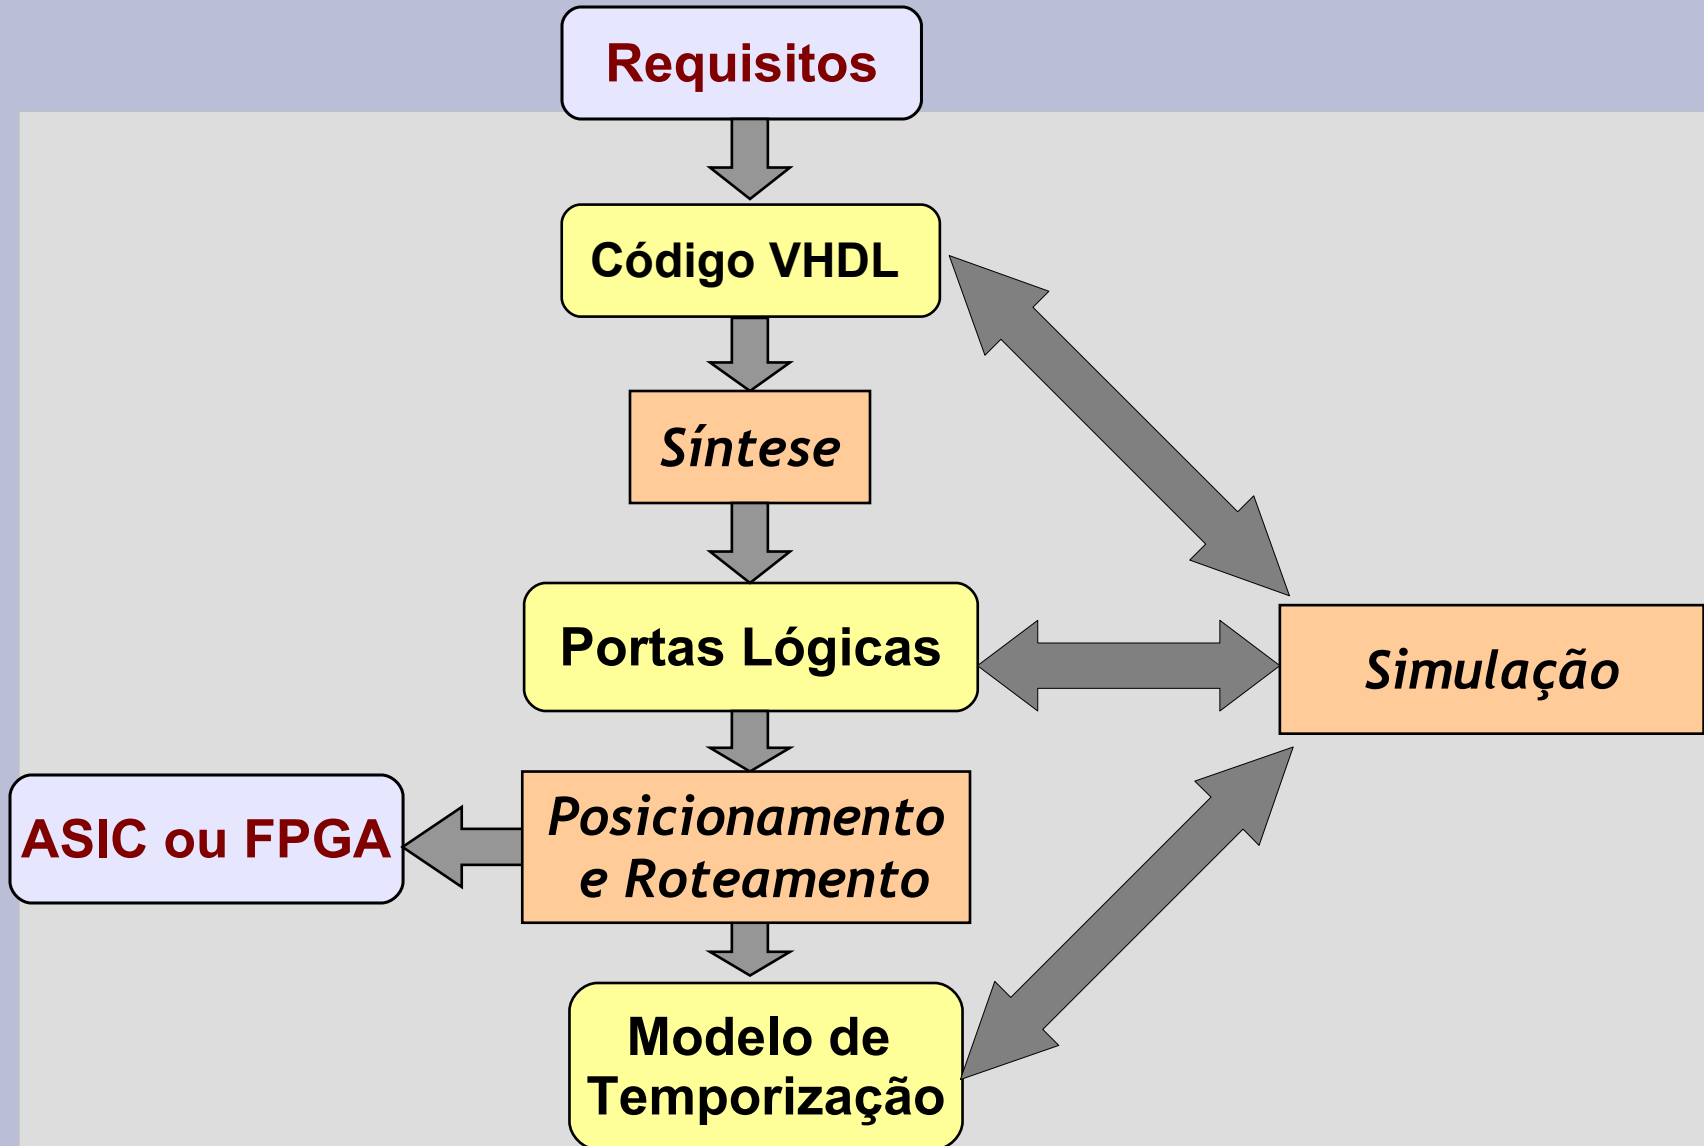 Requisitos
Código VHDL
Síntese
Portas Lógicas
Simulação
Posicionamento
e Roteamento
ASIC ou FPGA
Modelo de
Temporização